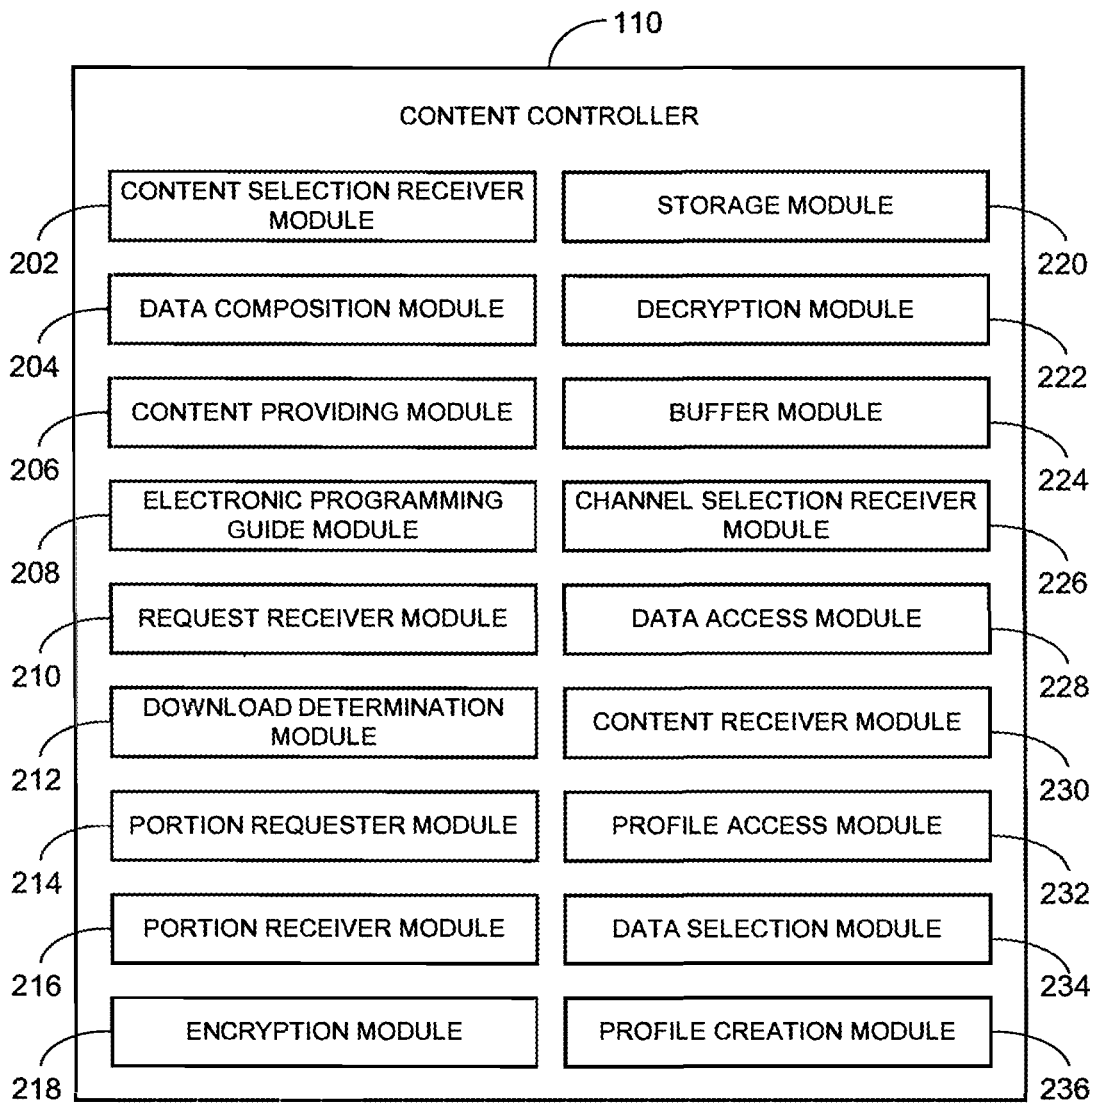 110
CONTENT CONTROLLER
CONTENT SELECTION RECEIVER
MODULE
202
STORAGE MODULE
220
DATA COMPOSITION MODULE
204
DECRYPTION MODULE
222
CONTENT PROVIDING MODULE
206
BUFFER MODULE
224
ELECTRONIC PROGRAMMING
GUIDE MODULE
208
CHANNEL SELECTION RECEIVER
MODULE
226
REQUEST RECEIVER MODULE
210
DATA ACCESS MODULE
228
DOWNLOAD DETERMINATION
MODULE
212
CONTENT RECEIVER MODULE
230
PORTION REQUESTER MODULE
214
PROFILE ACCESS MODULE
232
PORTION RECEIVER MODULE
216
DATA SELECTION MODULE
234
ENCRYPTION MODULE
218
PROFILE CREATION MODULE
236